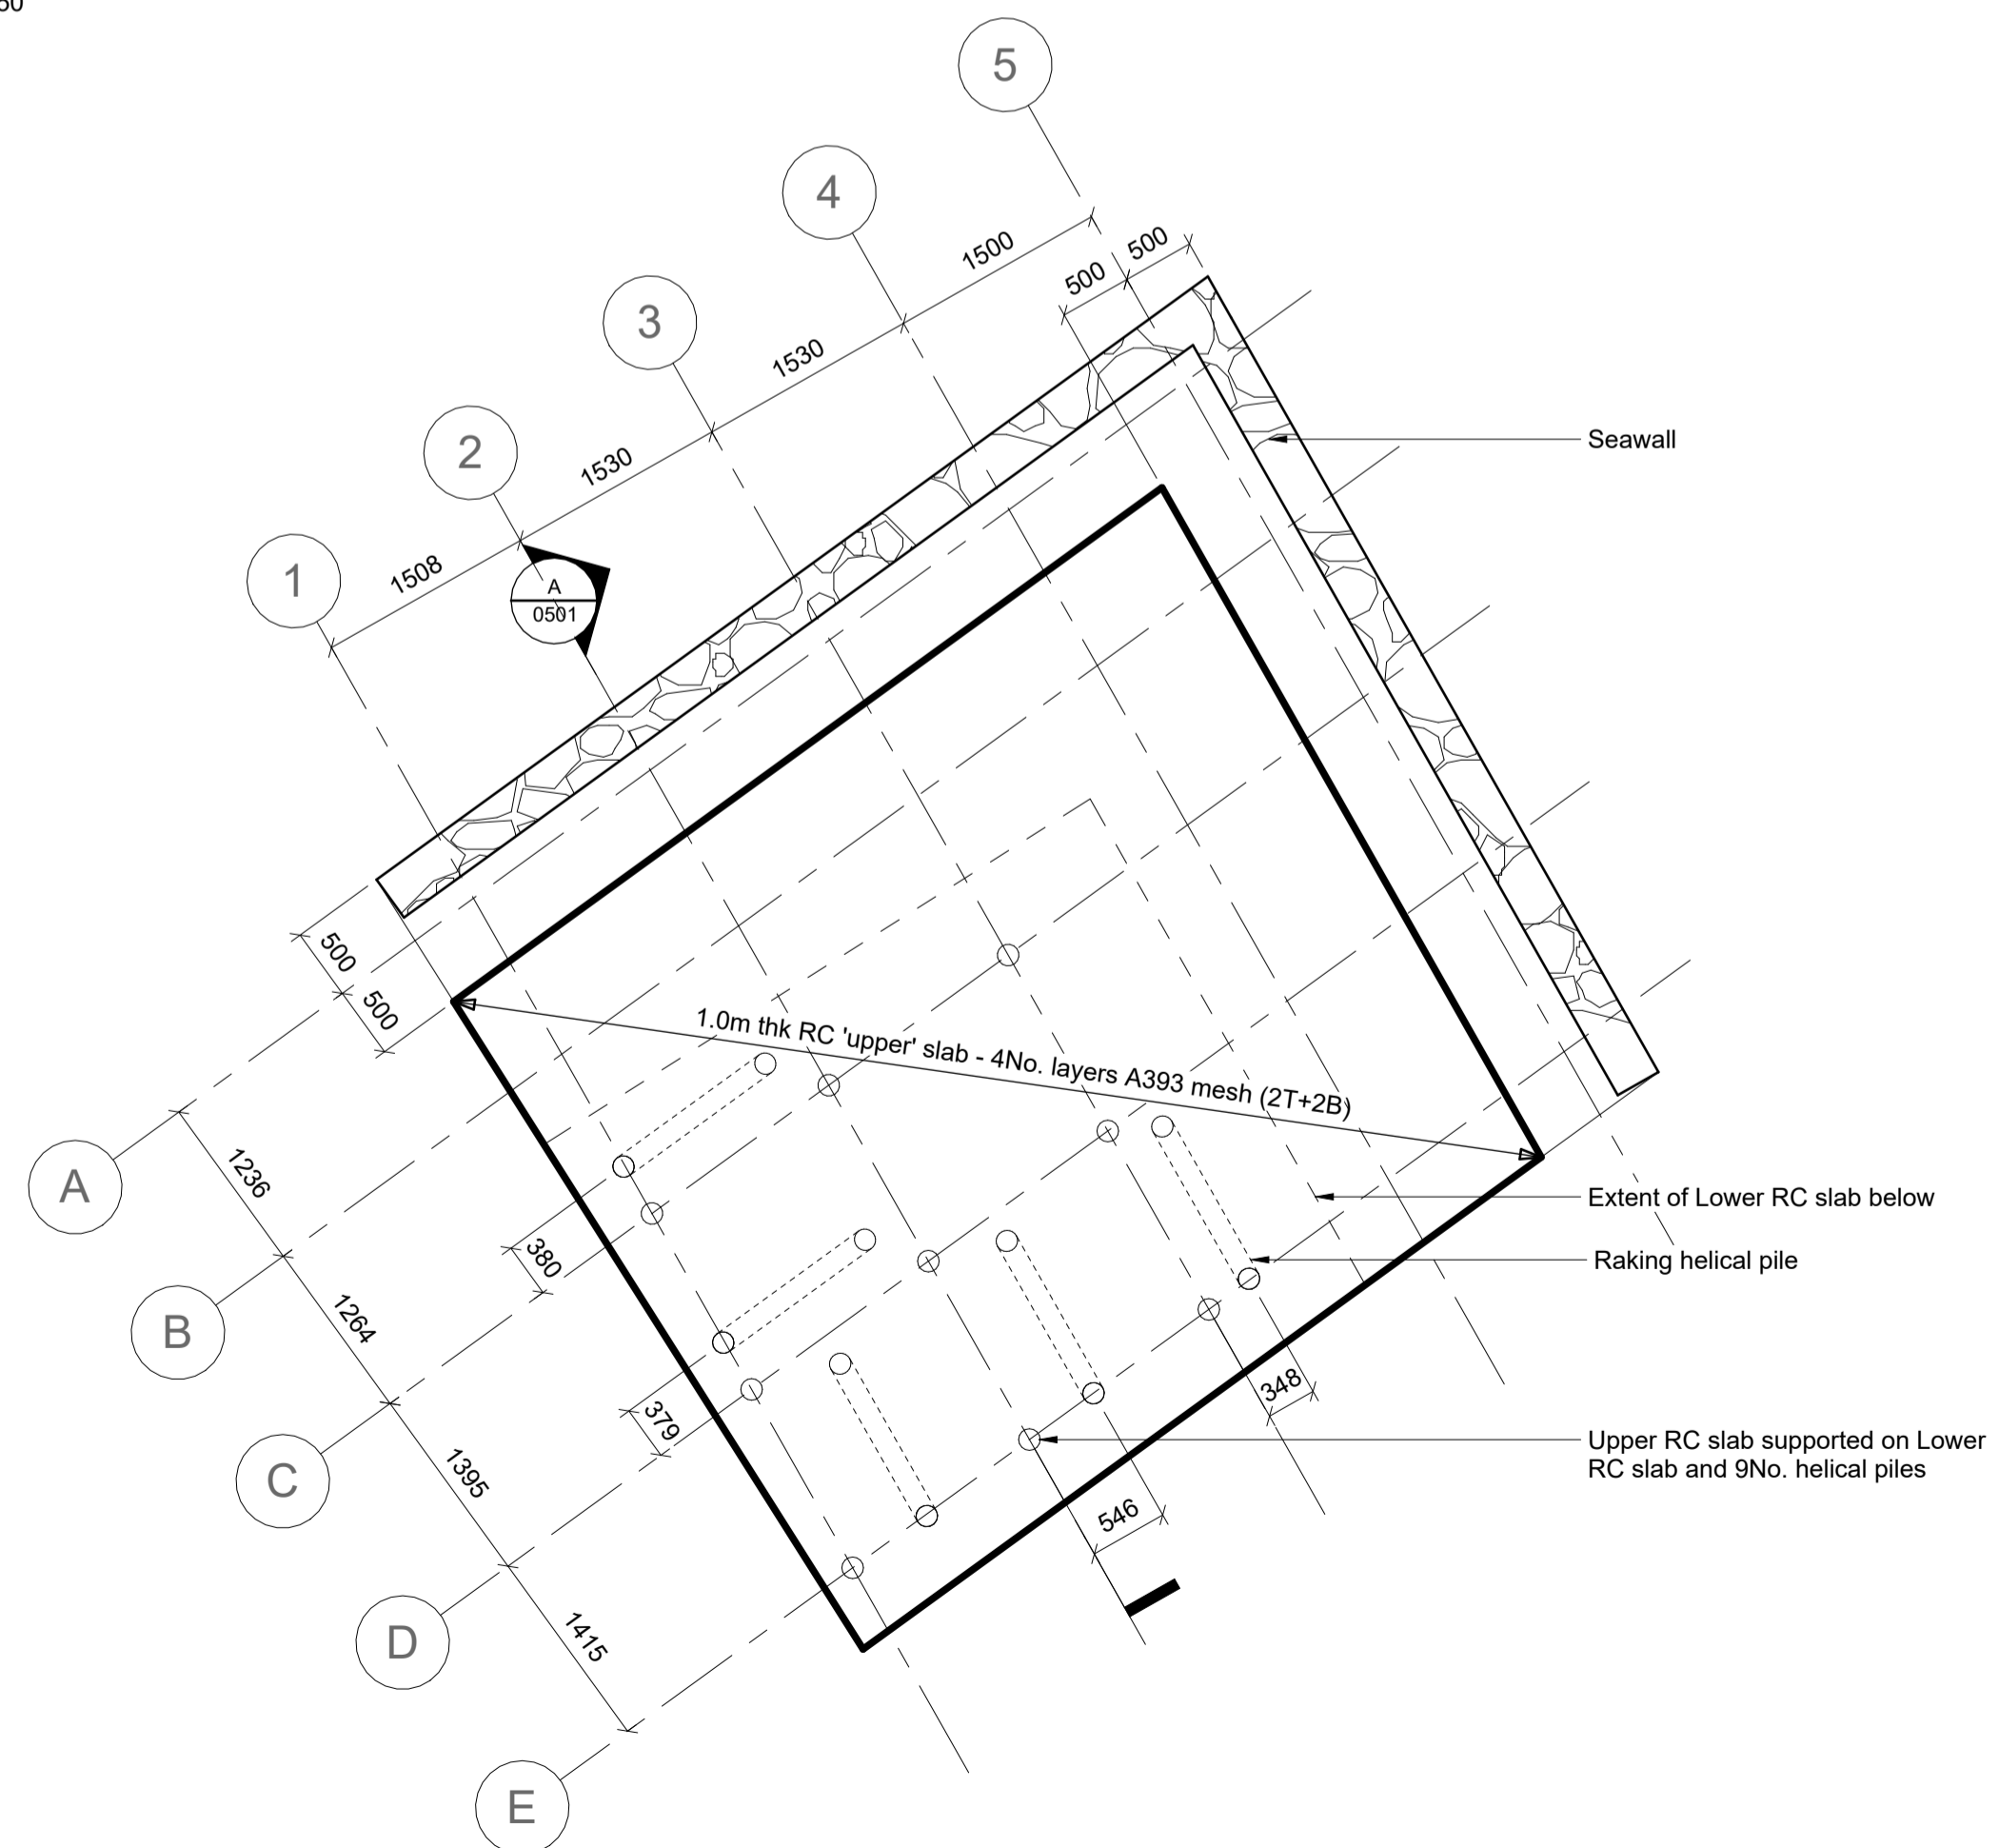 50
5
4
1500
500
500
3
1530
Seawall
2
1530
1
1508
A
0501
500
500
1.0m thk RC 'upper' slab - 4No. layers A393 mesh (2T+2B)
A
1236
Extent of Lower RC slab below
380
Raking helical pile
B
1264
348
379
Upper RC slab supported on Lower
RC slab and 9No. helical piles
C
1395
546
D
1415
E